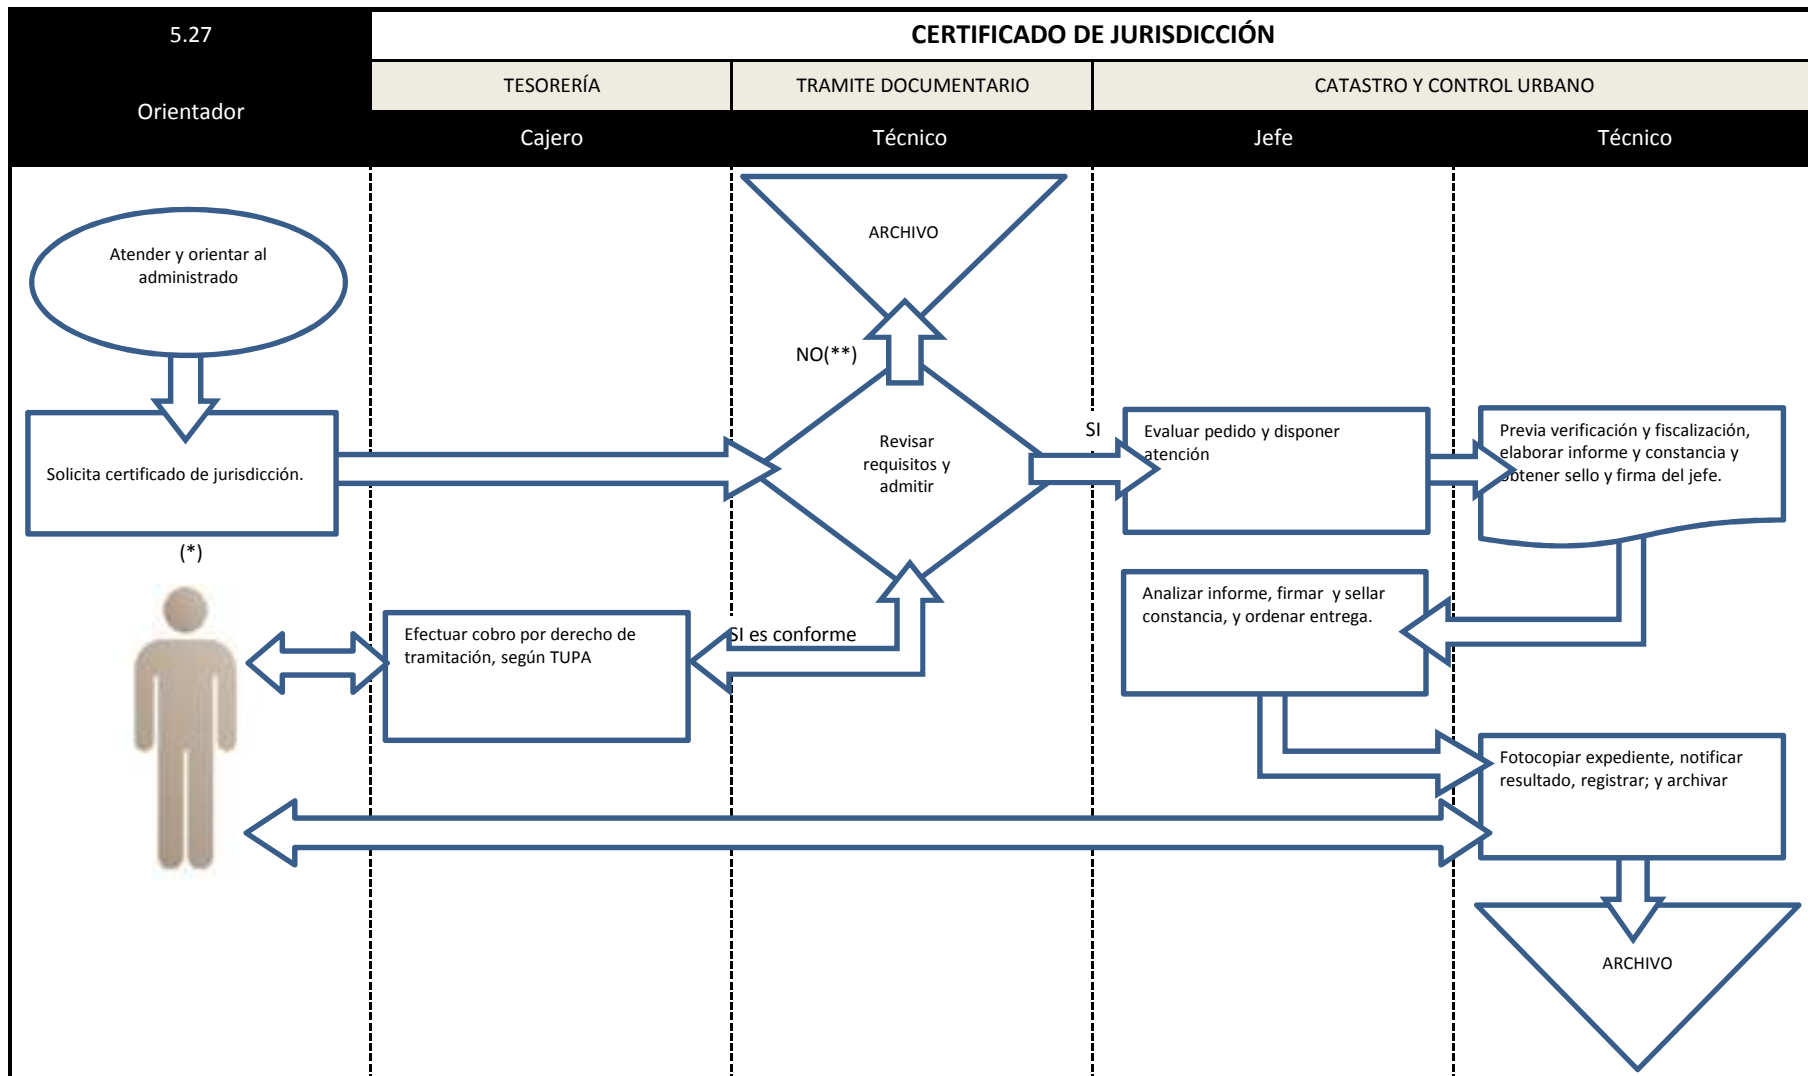 5.27
CERTIFICADO DE JURISDICCIÓN
Orientador
TESORERÍA
TRAMITE DOCUMENTARIO
CATASTRO Y CONTROL URBANO
Cajero
Técnico
Jefe
Técnico
Atender y orientar al
administrado
ARCHIVO
NO(**)
Solicita certificado de jurisdicción.
(*)
Revisar
requisitos y
admitir
SI
Evaluar pedido y disponer
atención
Previa verificación y fiscalización,
elaborar informe y constancia y
obtener sello y firma del jefe.
Efectuar cobro por derecho de
tramitación, según TUPA
SI es conforme
Analizar informe, firmar  y sellar
constancia, y ordenar entrega.
Fotocopiar expediente, notificar
resultado, registrar; y archivar
ARCHIVO